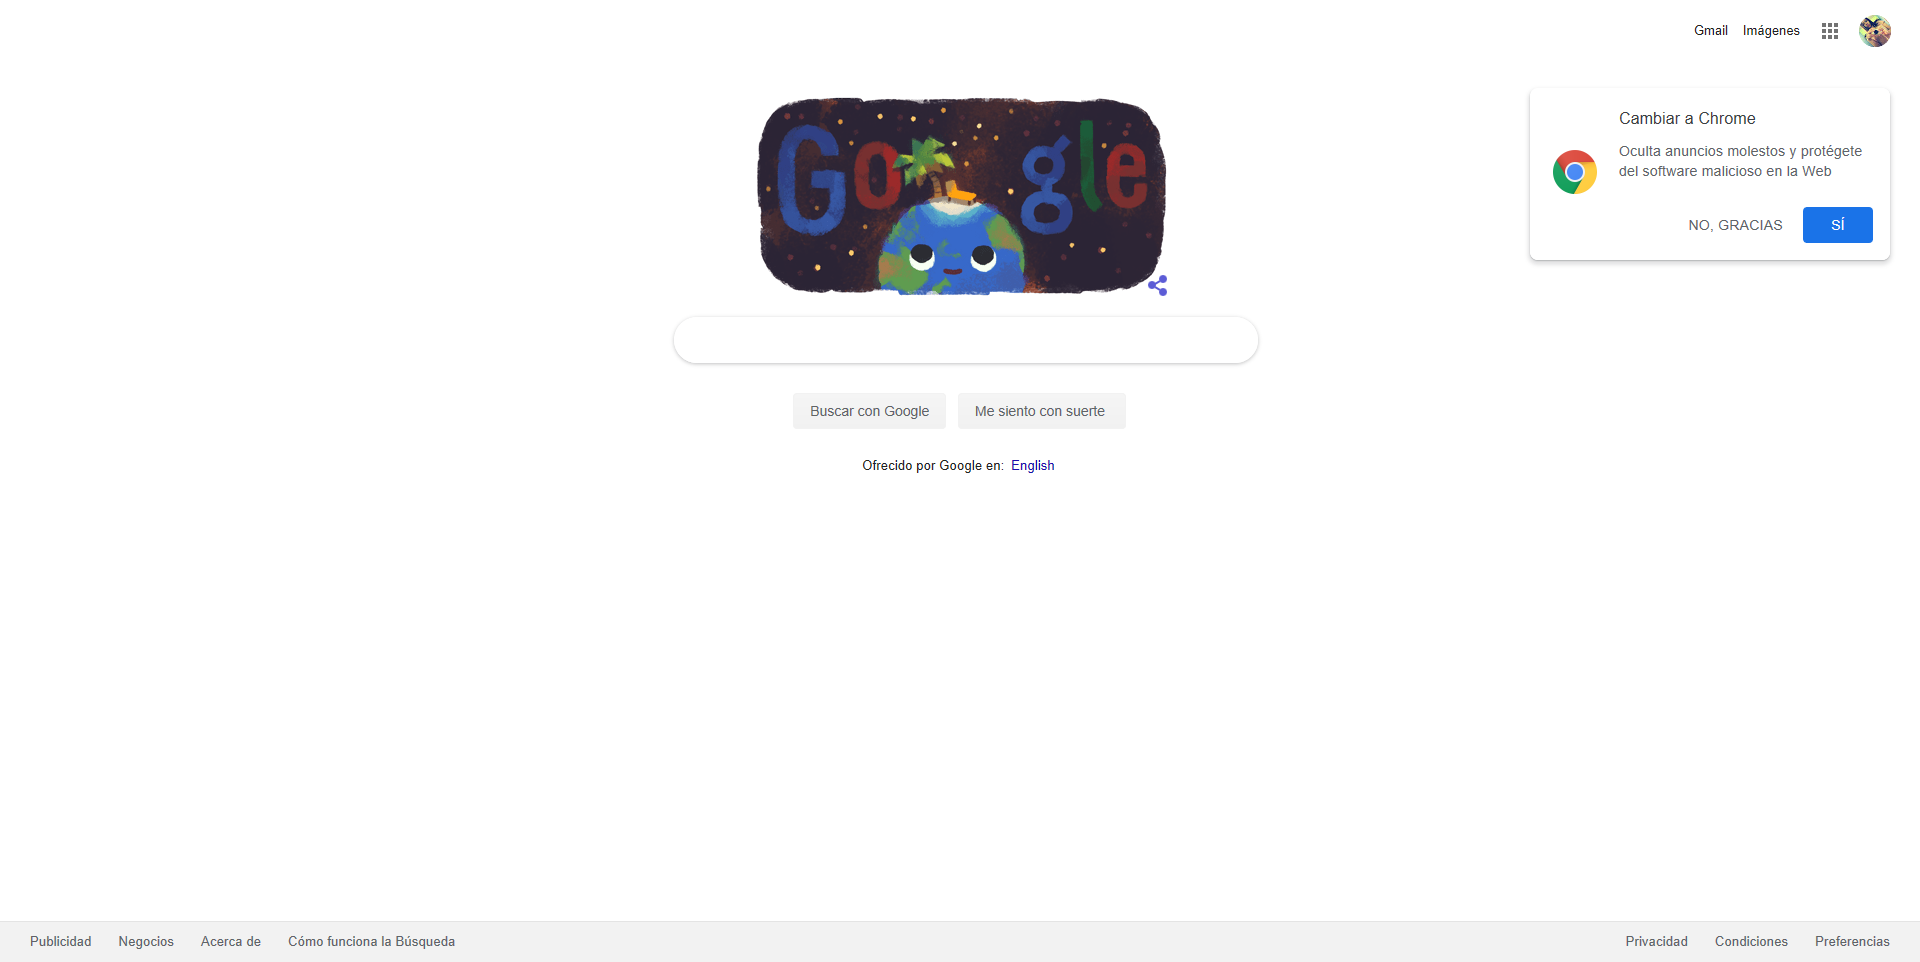 Gmail Imágenes
Google
Cambiar a Chrome
Oculta anuncios molestos y protégete
del software malicioso en la Web
NO, GRACIAS SÍ
Buscar con Google Me siento con suerte
Ofrecido por Google en: English
Publicidad Negocios Acerca de Cómo funciona la Búsqueda Privacidad Condiciones Preferencias